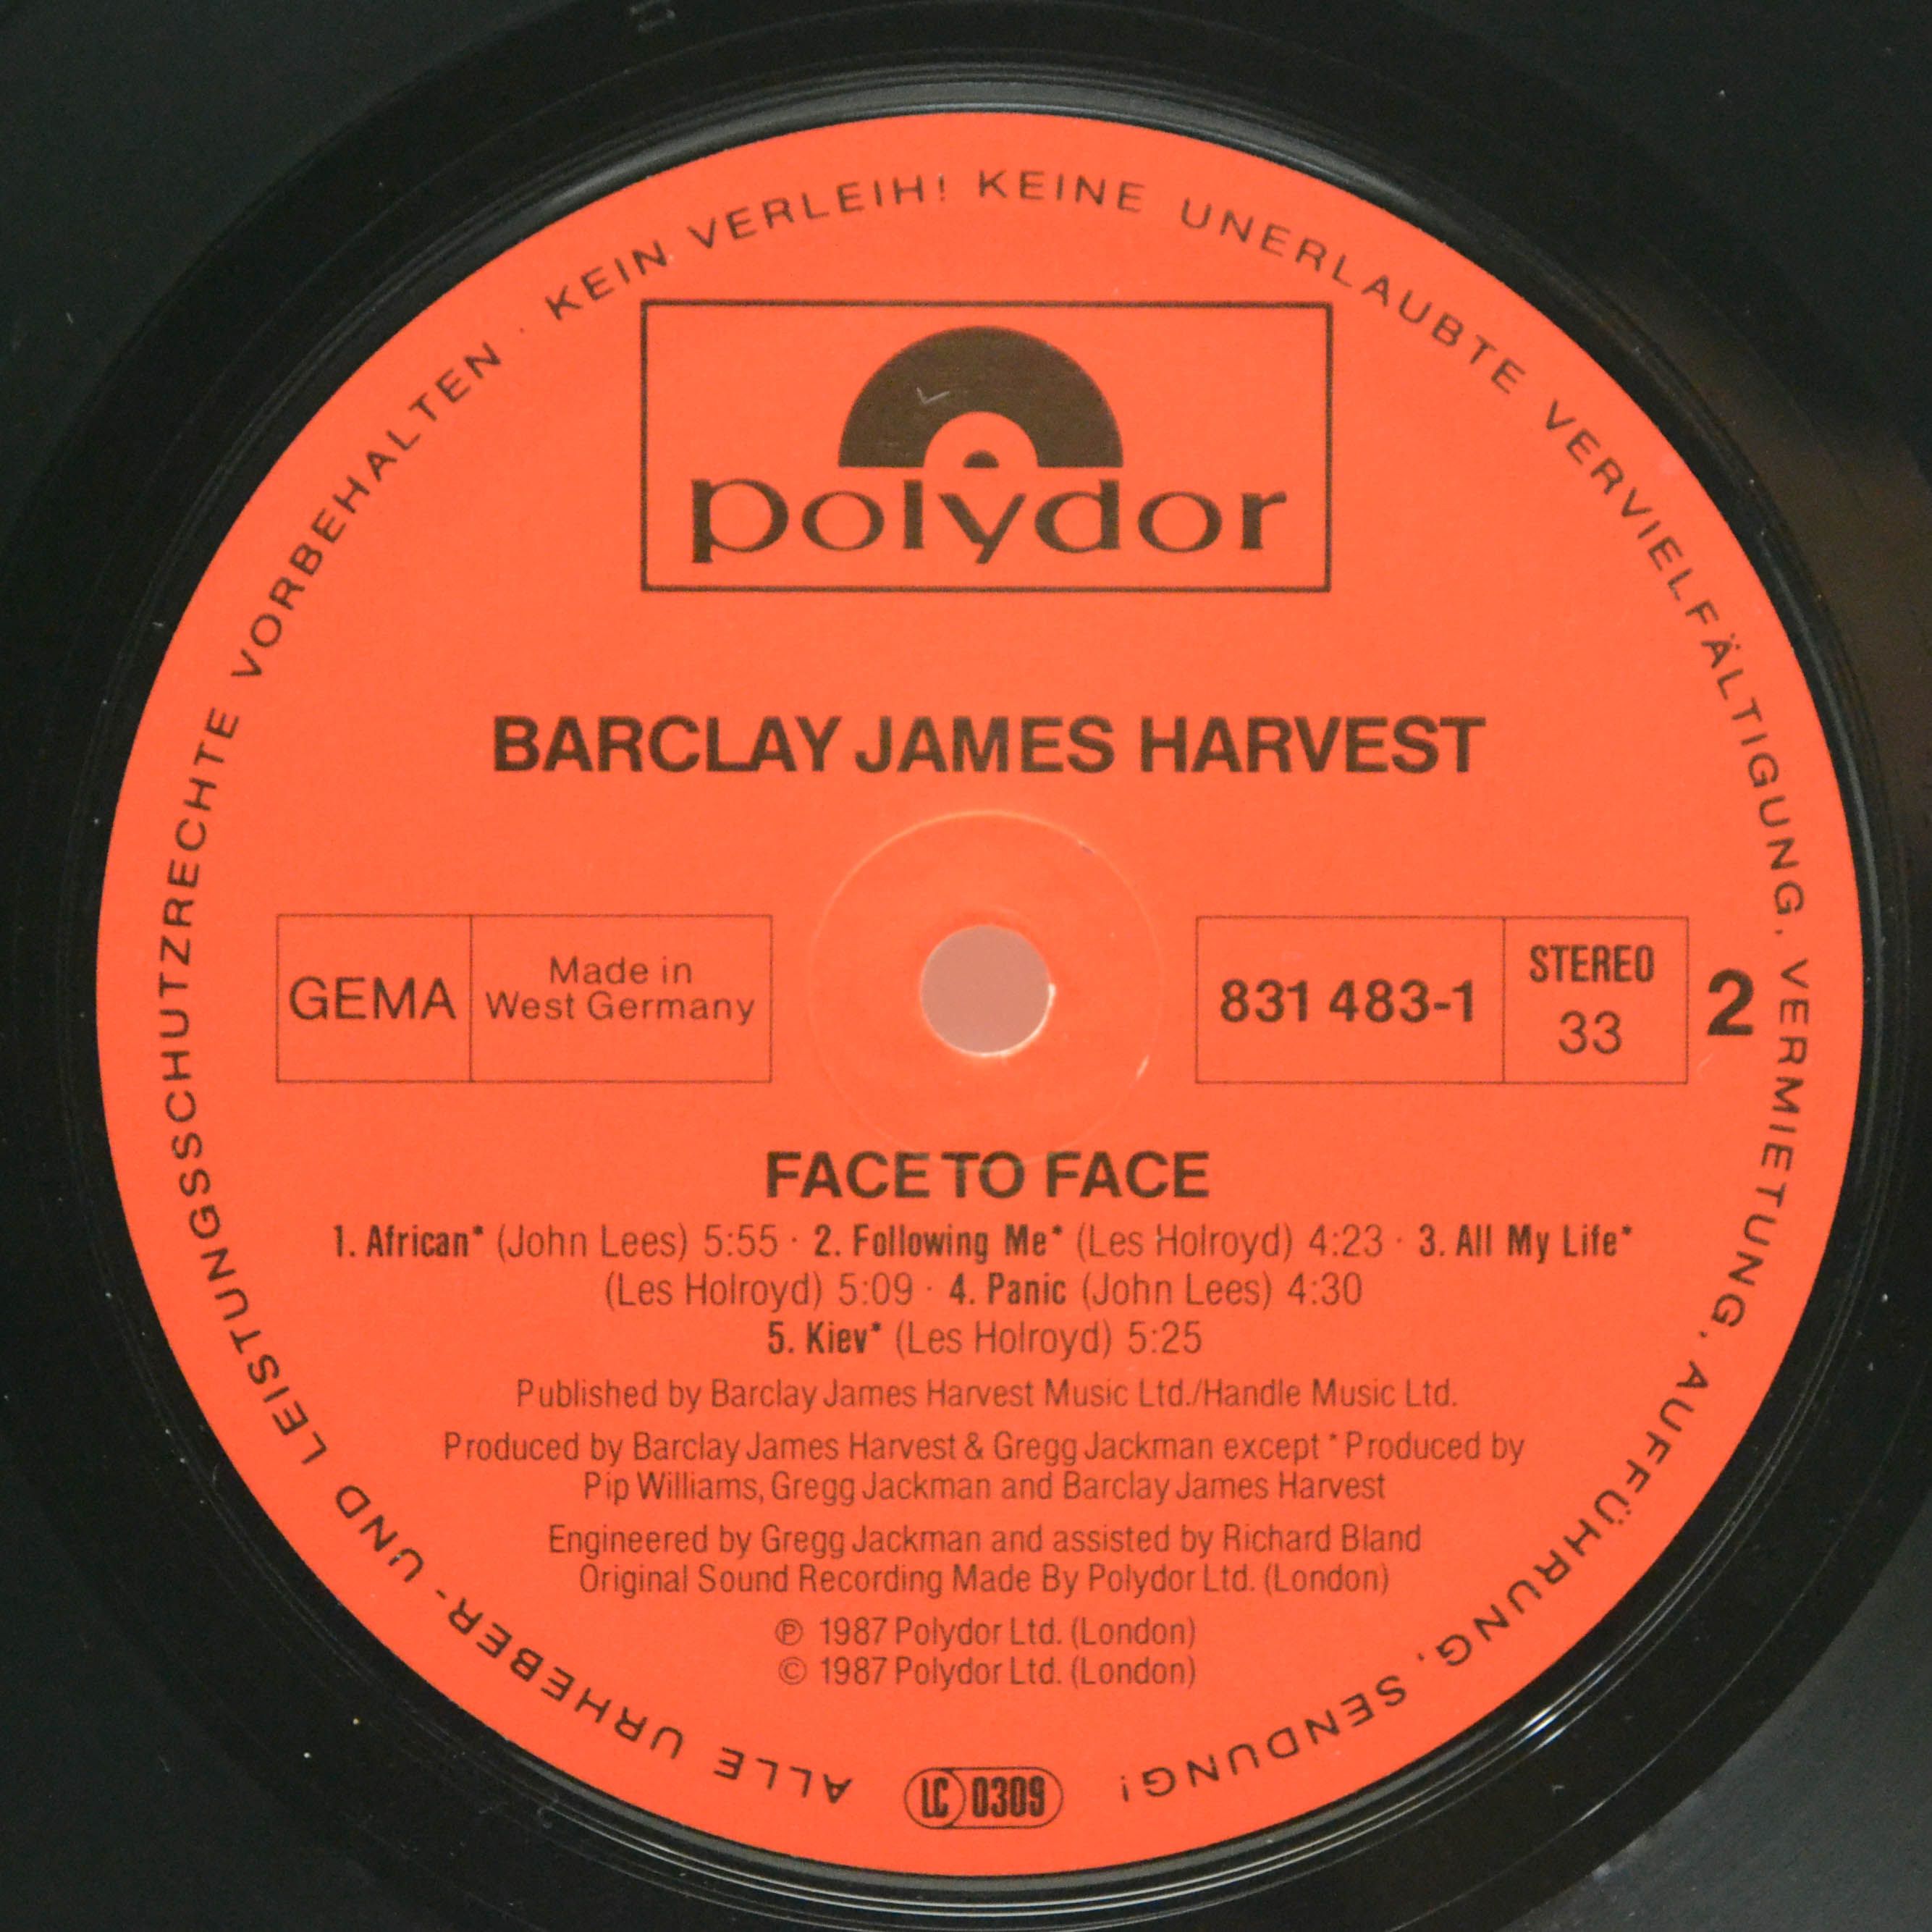 ALLE URHEBER- UND LEISTUNGSSCHUTZRECHTE VORBEHALTEN · KEIN VERLEIH! KEINE UNERLAUBTE VERVIELFÄLTIGUNG, VERMIETUNG, AUFFÜHRUNG, SENDUNG!
polydor
BARCLAY JAMES HARVEST
GEMA
Made in
West Germany
831 483-1
STEREO
33
2
FACE TO FACE
1. African* (John Lees) 5:55 · 2. Following Me* (Les Holroyd) 4:23 · 3. All My Life*
(Les Holroyd) 5:09 · 4. Panic (John Lees) 4:30
5. Kiev* (Les Holroyd) 5:25
Published by Barclay James Harvest Music Ltd./Handle Music Ltd.
Produced by Barclay James Harvest & Gregg Jackman except * Produced by
Pip Williams, Gregg Jackman and Barclay James Harvest
Engineered by Gregg Jackman and assisted by Richard Bland
Original Sound Recording Made By Polydor Ltd. (London)
℗ 1987 Polydor Ltd. (London)
© 1987 Polydor Ltd. (London)
LC 0309